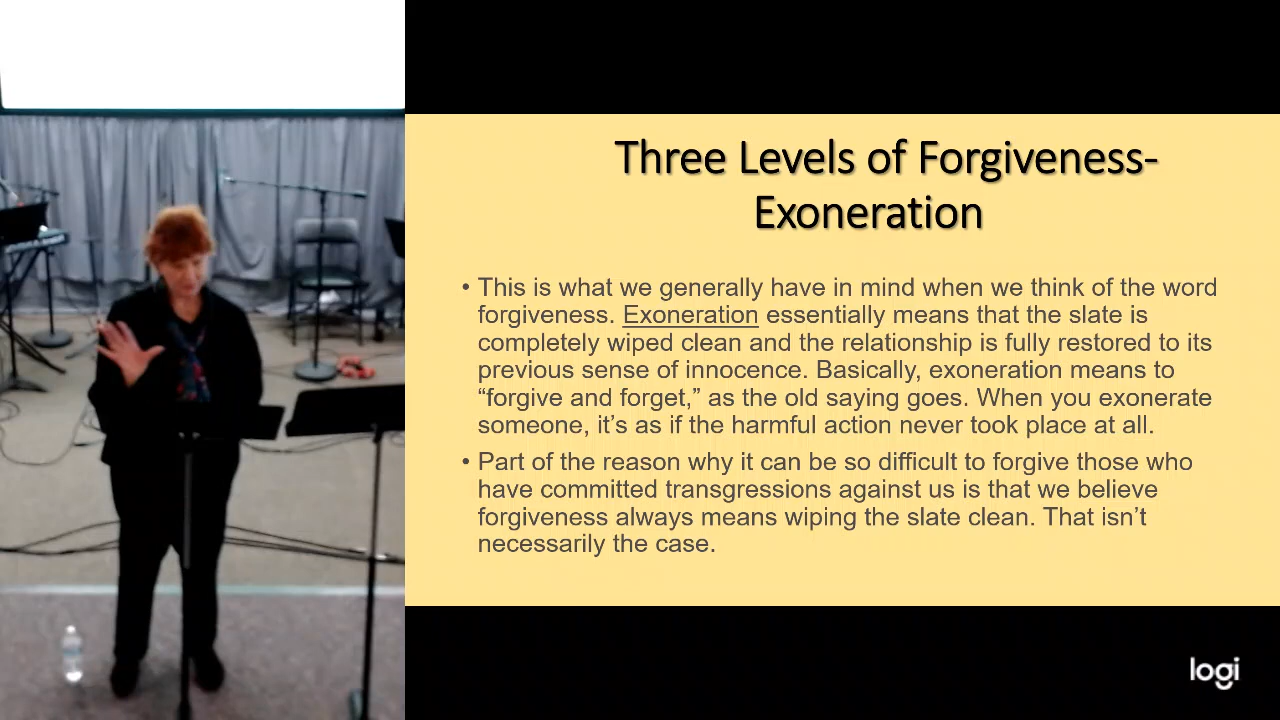 Three Levels of Forgiveness-
Exoneration
• This is what we generally have in mind when we think of the word
forgiveness. Exoneration essentially means that the slate is
completely wiped clean and the relationship is fully restored to its
previous sense of innocence. Basically, exoneration means to
“forgive and forget,” as the old saying goes. When you exonerate
someone, it’s as if the harmful action never took place at all.
• Part of the reason why it can be so difficult to forgive those who
have committed transgressions against us is that we believe
forgiveness always means wiping the slate clean. That isn’t
necessarily the case.
logi